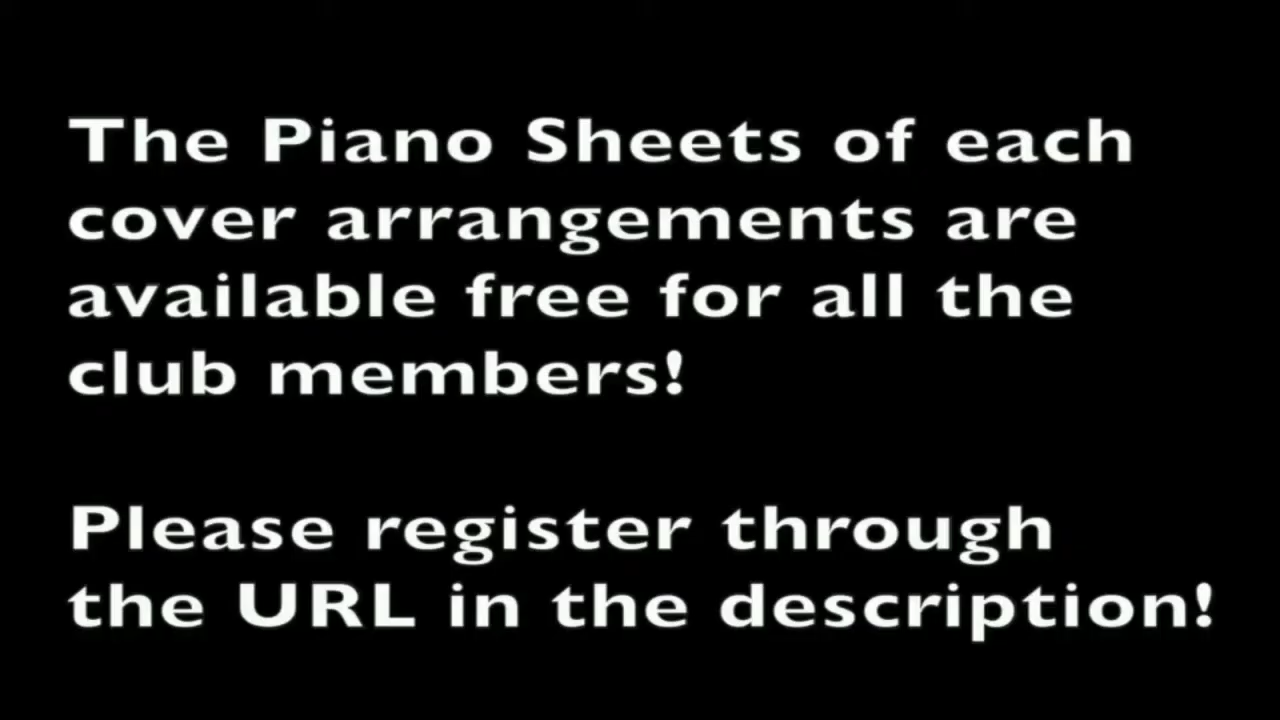 The Piano Sheets of each
cover arrangements are
available free for all the
club members!
Please register through
the URL in the description!